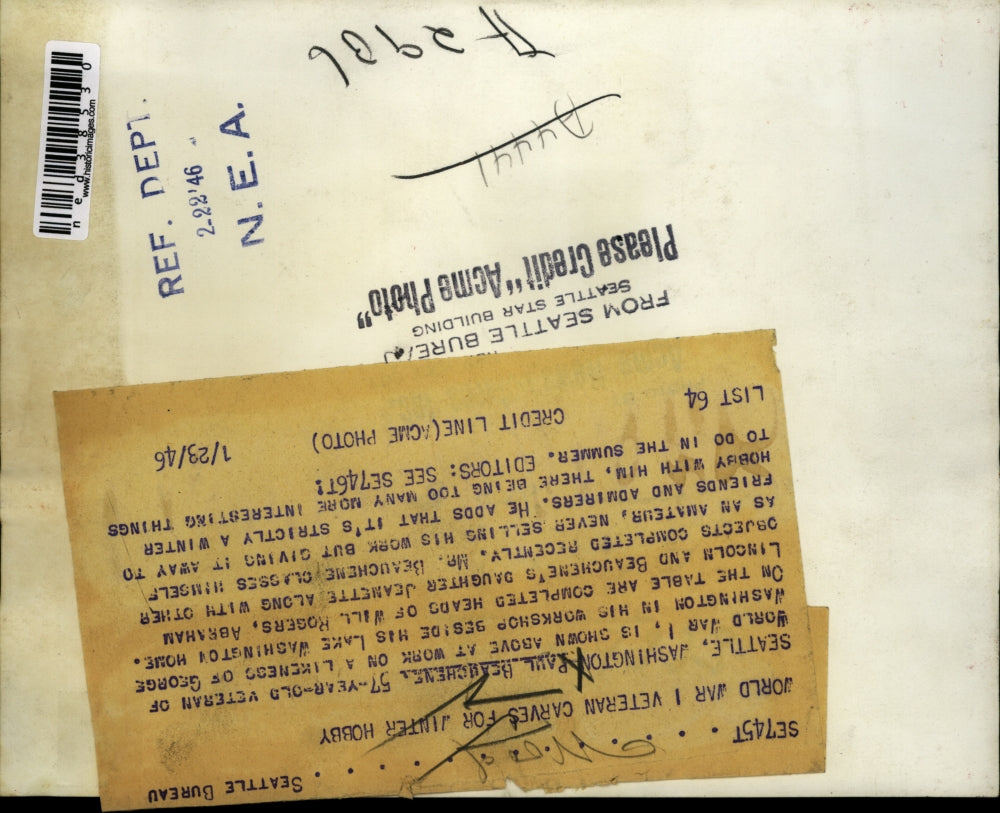 SE745T . . . . . . . . . . . . . SEATTLE BUREAU
WORLD WAR I VETERAN CARVES FOR WINTER HOBBY
SEATTLE, WASHINGTON. PAUL BEAUCHENE, 57-YEAR-OLD VETERAN OF
WORLD WAR I, IS SHOWN ABOVE AT WORK ON A LIKENESS OF GEORGE
WASHINGTON IN HIS WORKSHOP BESIDE HIS LAKE WASHINGTON HOME.
ON THE TABLE ARE COMPLETED HEADS OF WILL ROGERS, ABRAHAM
LINCOLN AND BEAUCHENE'S DAUGHTER JEANETTE ALONG WITH OTHER
OBJECTS COMPLETED RECENTLY. MR. BEAUCHENE CLASSES HIMSELF
AS AN AMATEUR, NEVER SELLING HIS WORK BUT GIVING IT AWAY TO
FRIENDS AND ADMIRERS. HE ADDS THAT IT'S STRICTLY A WINTER
HOBBY WITH HIM, THERE BEING TOO MANY MORE INTERESTING THINGS
TO DO IN THE SUMMER. EDITORS: SEE SE746T!
CREDIT LINE(ACME PHOTO) 1/23/46
LIST 64
FROM SEATTLE BUREAU
SEATTLE STAR BUILDING
Please Credit "Acme Photo"
REF. DEPT.
2-22'46
N. E. A.
ned38530
www.historicimages.com